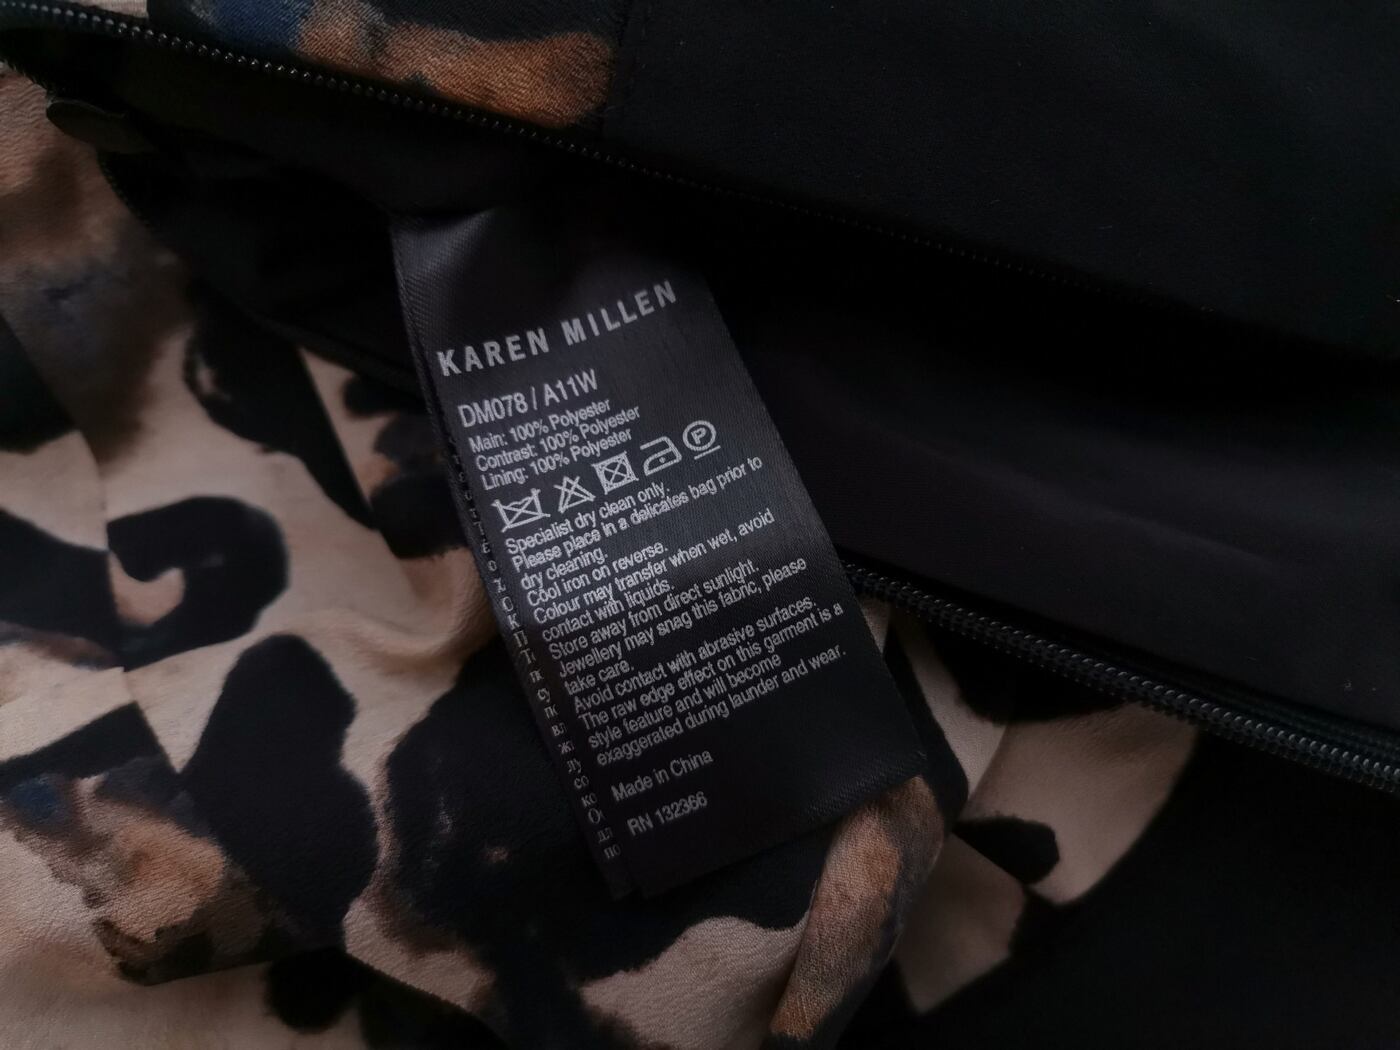 KAREN MILLEN
DM078 / A11W
Main: 100% Polyester
Contrast: 100% Polyester
Lining: 100% Polyester
P
Specialist dry clean only.
Please place in a delicates bag prior to
dry cleaning.
Cool iron on reverse.
Colour may transfer when wet, avoid
contact with liquids.
Store away from direct sunlight.
Jewellery may snag this fabric, please
take care.
Avoid contact with abrasive surfaces.
The raw edge effect on this garment is a
style feature and will become
exaggerated during launder and wear.
Made in China
RN 132366